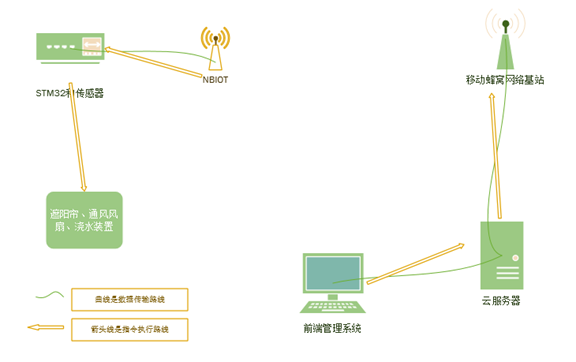 NBIOT
移动蜂窝网络基站
STM32和传感器
遮阳帘、通风风
扇、浇水装置
云服务器
曲线是数据传输路线
箭头线是指令执行路线
前端管理系统